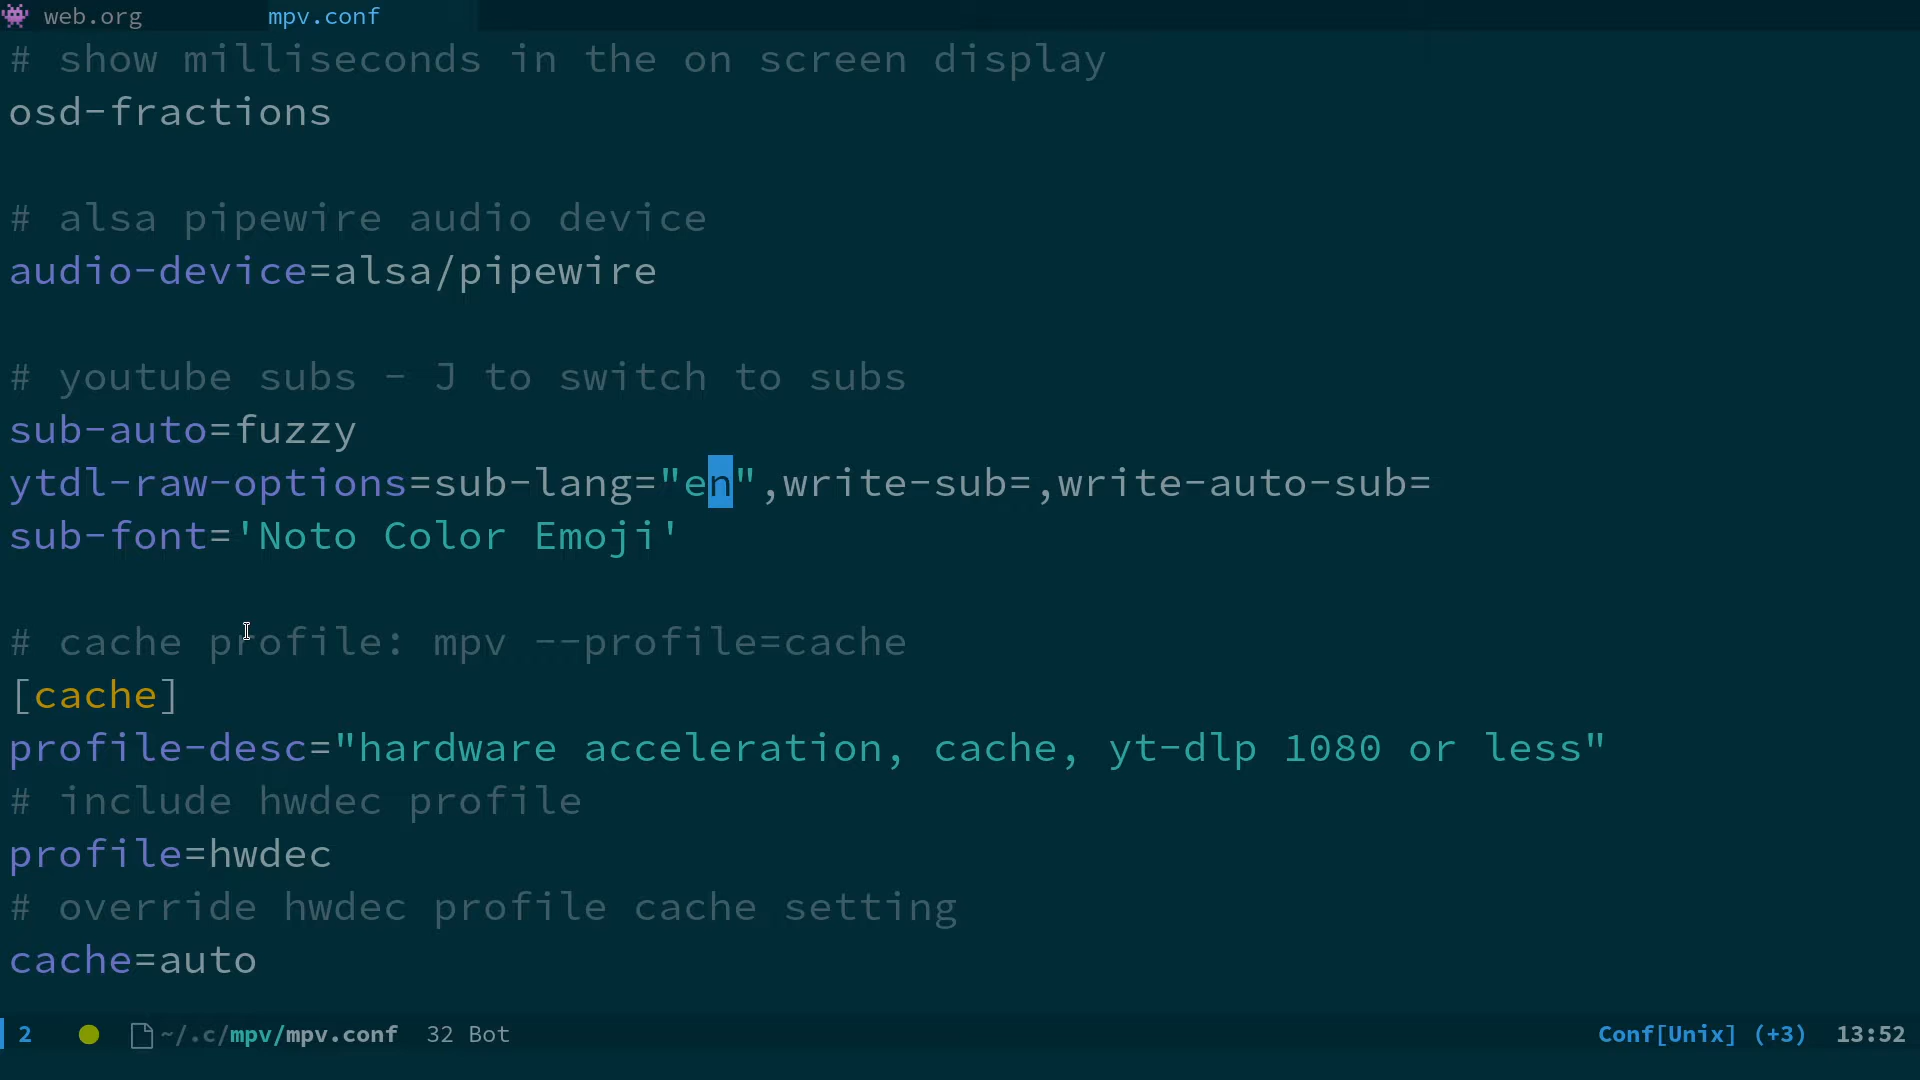 web.org mpv.conf
# show milliseconds in the on screen display
osd-fractions
# alsa pipewire audio device
audio-device=alsa/pipewire
# youtube subs - J to switch to subs
sub-auto=fuzzy
ytdl-raw-options=sub-lang="en",write-sub=,write-auto-sub=
sub-font='Noto Color Emoji'
# cache profile: mpv --profile=cache
[cache]
profile-desc="hardware acceleration, cache, yt-dlp 1080 or less"
# include hwdec profile
profile=hwdec
# override hwdec profile cache setting
cache=auto
2 ~/.c/mpv/mpv.conf 32 Bot Conf[Unix] (+3) 13:52